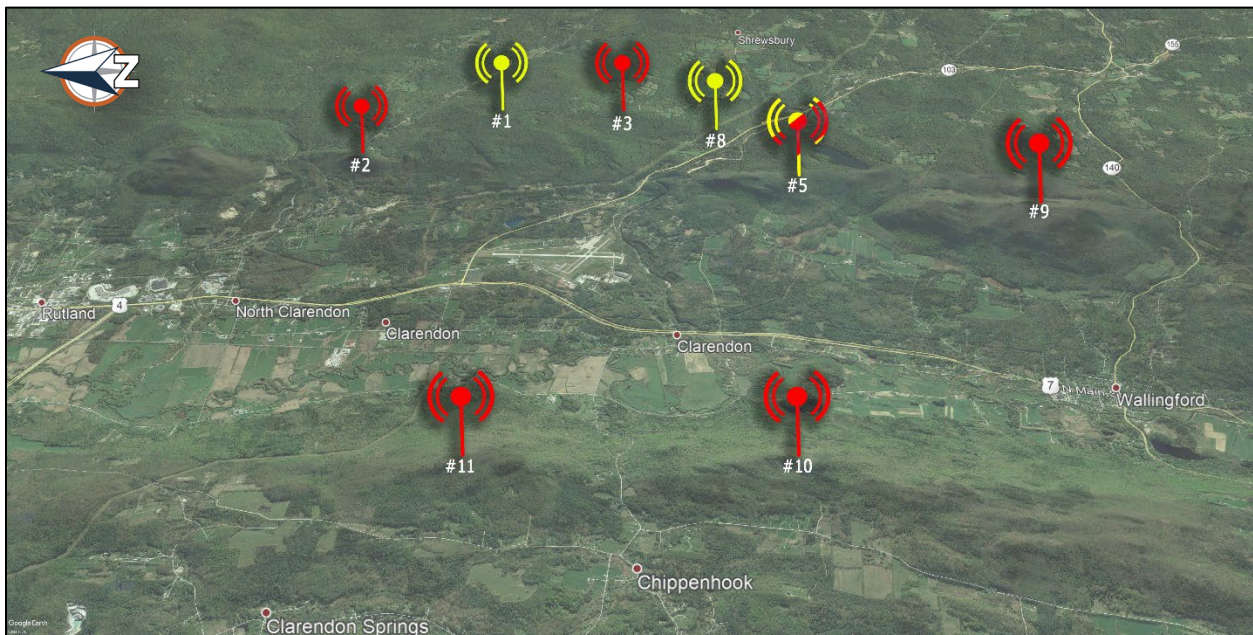 Shrewsbury
155
103
Z
#1
#3
#2
#8
140
#5
#9
Rutland
4
North Clarendon
Clarendon
Clarendon
7
N Main
Wallingford
#11
#10
Chippenhook
Clarendon Springs
Google Earth